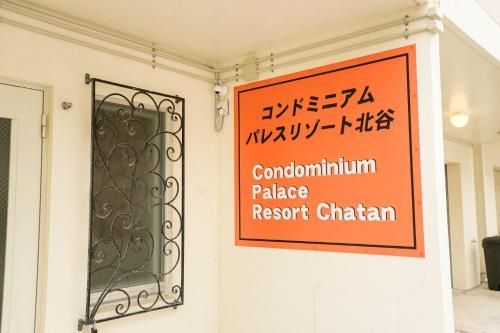 コンドミニアム
パレスリゾート北谷
Condominium
Palace
Resort Chatan